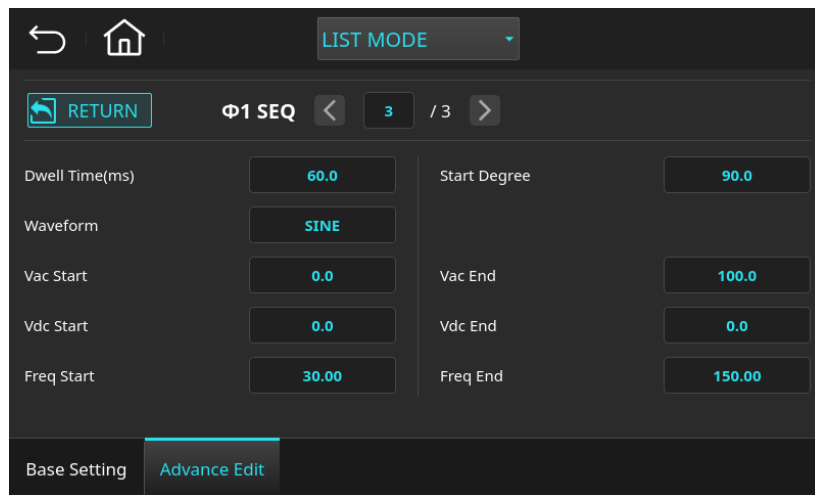 LIST MODE
RETURN Φ1 SEQ 3 / 3
Dwell Time(ms) 60.0 Start Degree 90.0
Waveform SINE
Vac Start 0.0 Vac End 100.0
Vdc Start 0.0 Vdc End 0.0
Freq Start 30.00 Freq End 150.00
Base Setting Advance Edit